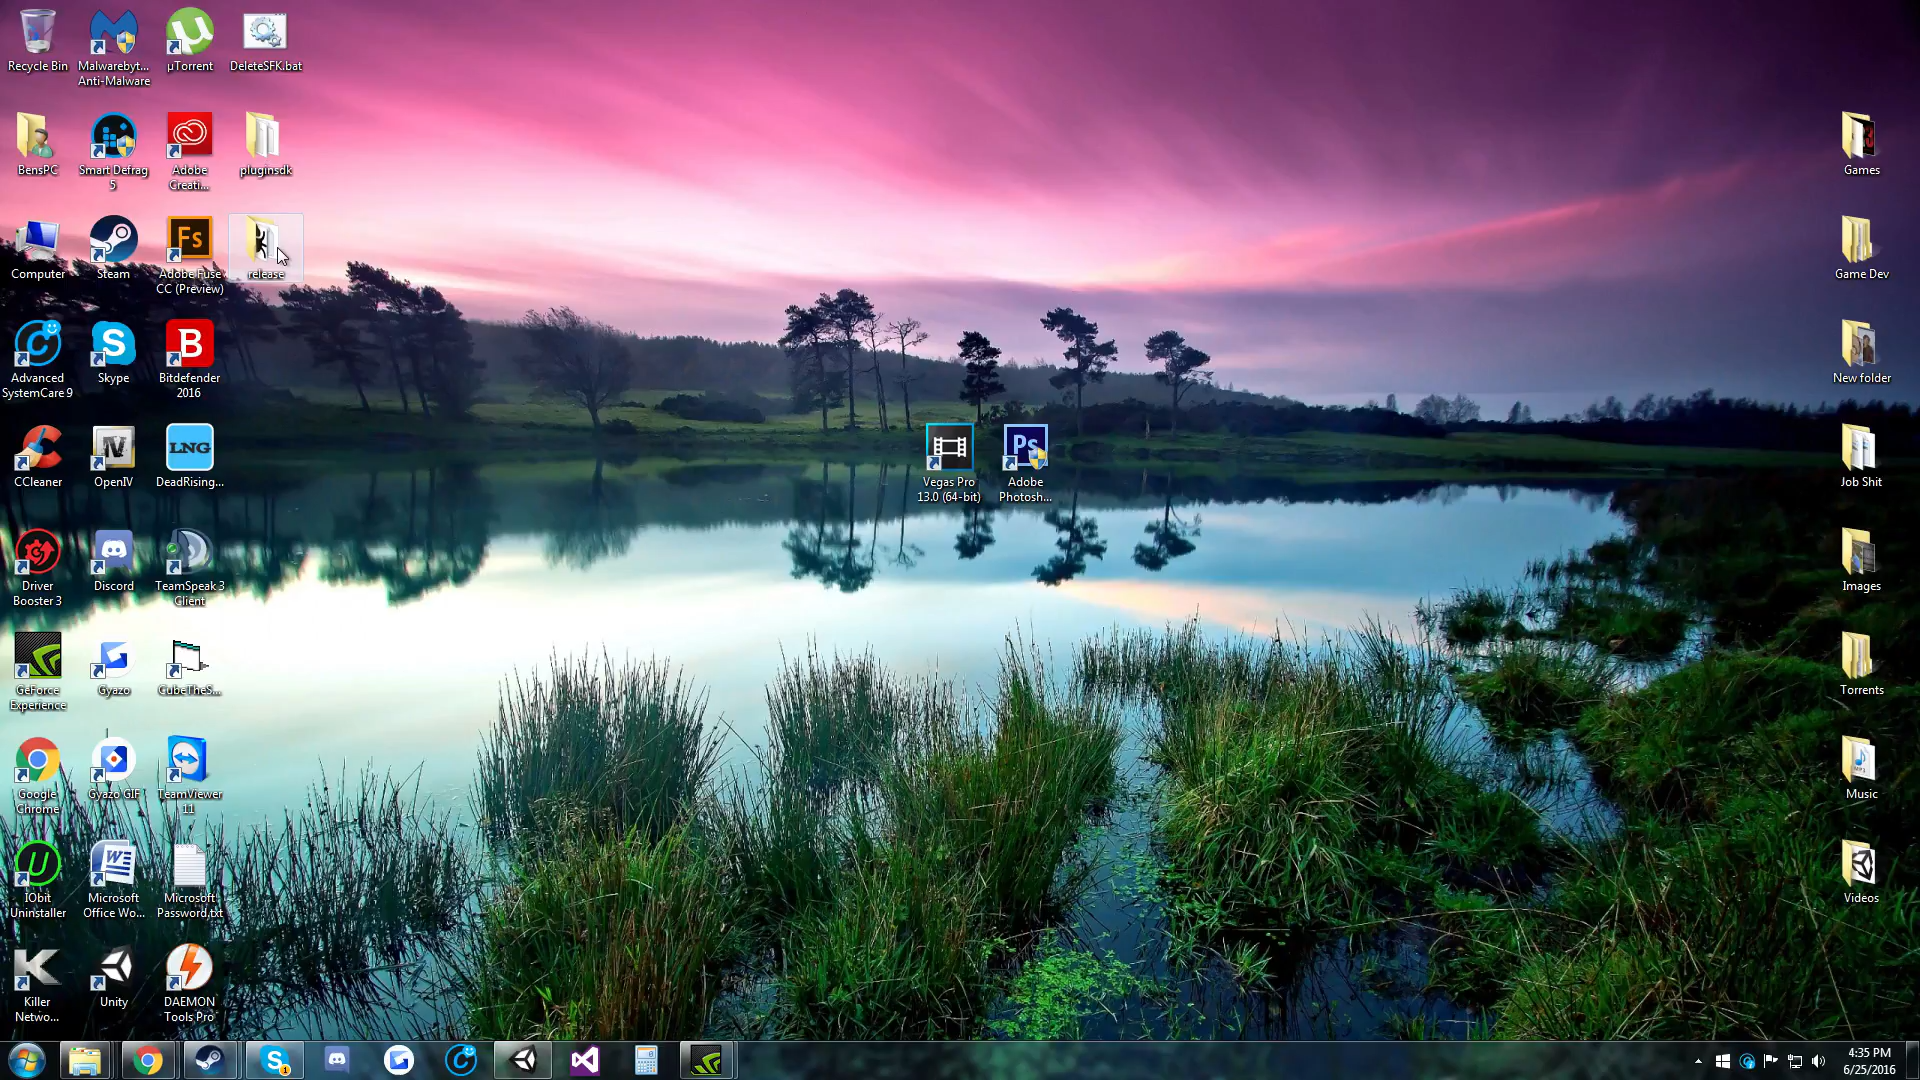 Recycle Bin
Malwarebyt...
Anti-Malware
µTorrent
DeleteSFK.bat
BensPC
Smart Defrag
5
Adobe
Creati...
pluginsdk
Computer
Steam
Adobe Fuse
CC (Preview)
release
Advanced
SystemCare 9
Skype
Bitdefender
2016
CCleaner
OpenIV
DeadRising...
Driver
Booster 3
Discord
TeamSpeak 3
Client
GeForce
Experience
Gyazo
CubeTheS...
Google
Chrome
Gyazo GIF
TeamViewer
11
IObit
Uninstaller
Microsoft
Office Wo...
Microsoft
Password.txt
Killer
Netwo...
Unity
DAEMON
Tools Pro
Vegas Pro
13.0 (64-bit)
Adobe
Photosh...
Games
Game Dev
New folder
Job Shit
Images
Torrents
Music
Videos
Fs
B
LNG
Ps
4:35 PM
6/25/2016